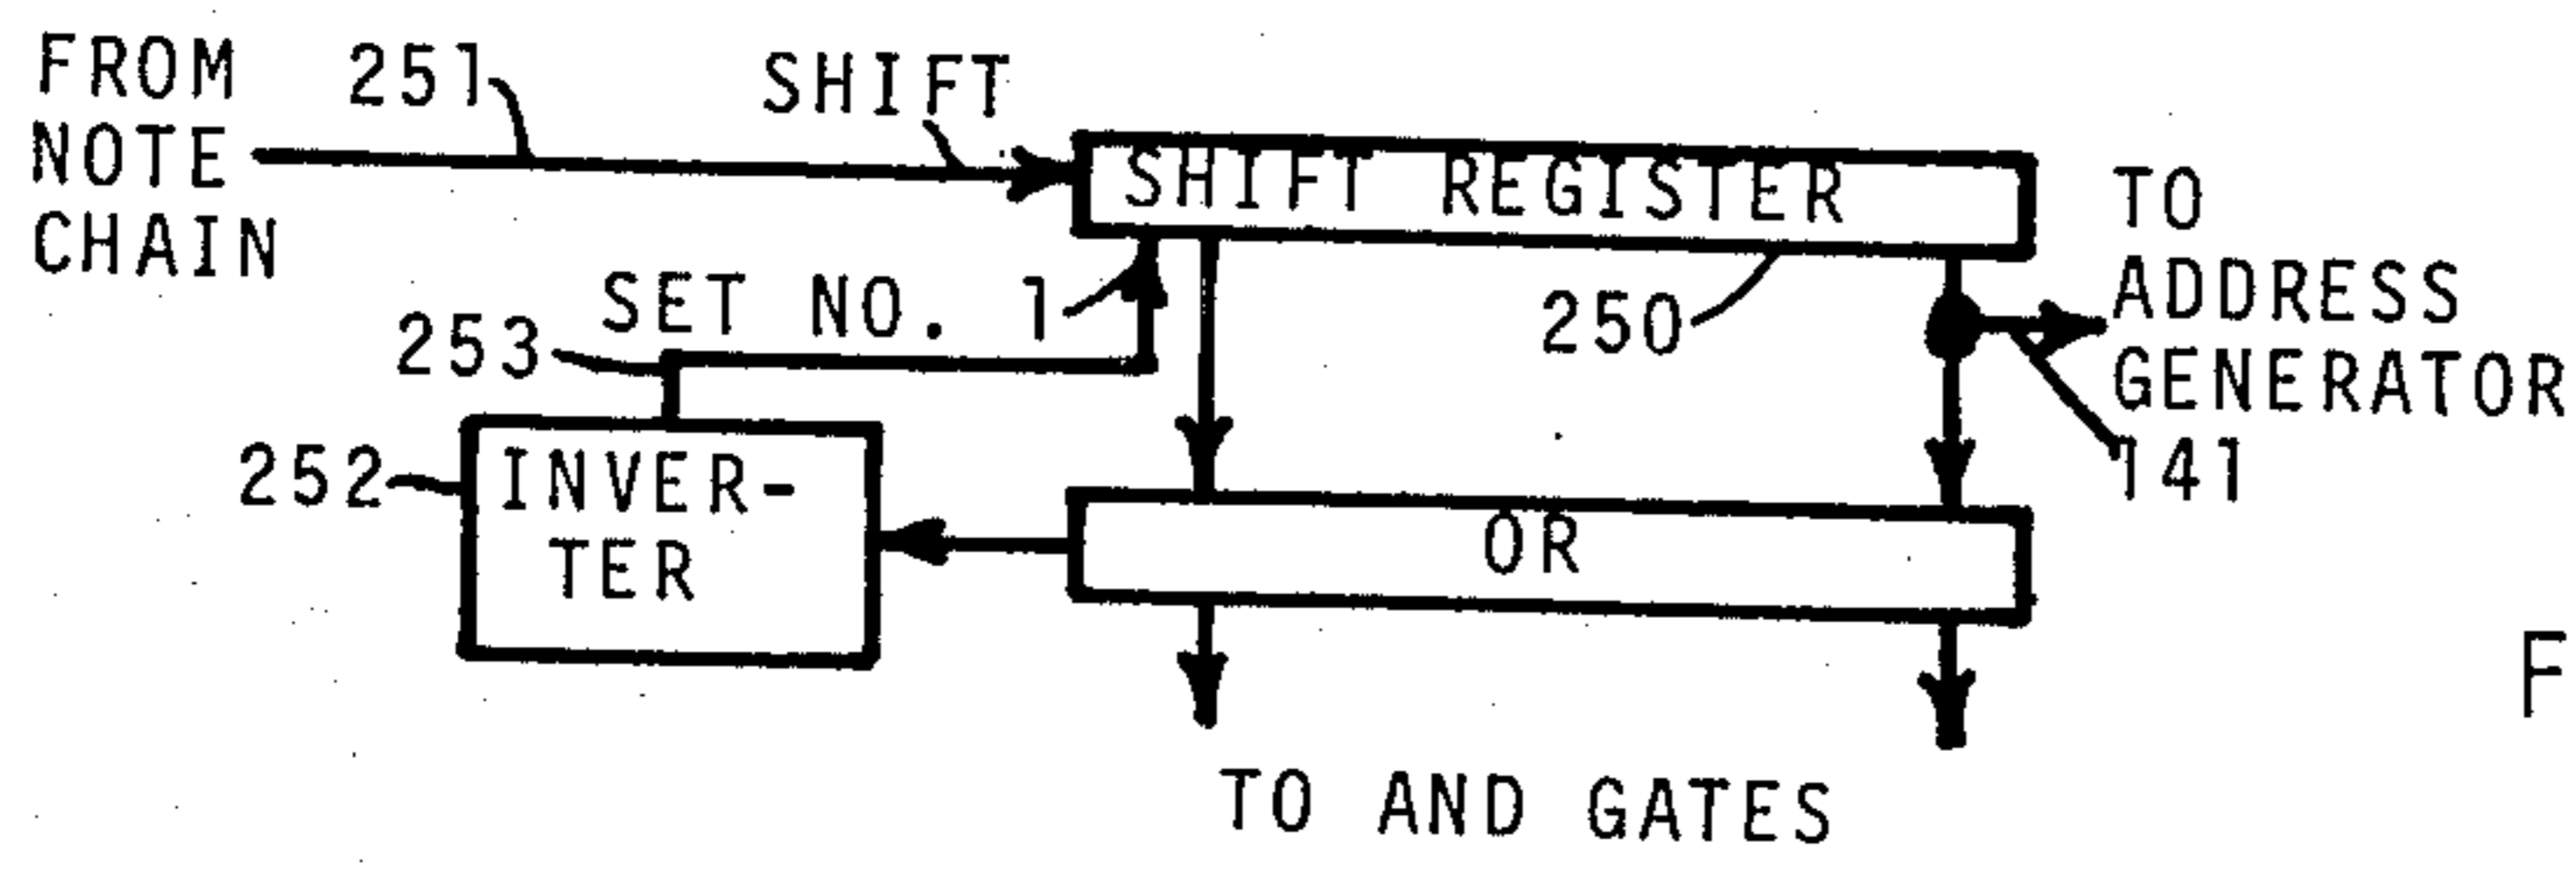 FROM
NOTE
CHAIN
251
SHIFT
SHIFT REGISTER
TO
ADDRESS
GENERATOR
141
250
SET NO. 1
253
252
INVER-
TER
OR
TO AND GATES
F